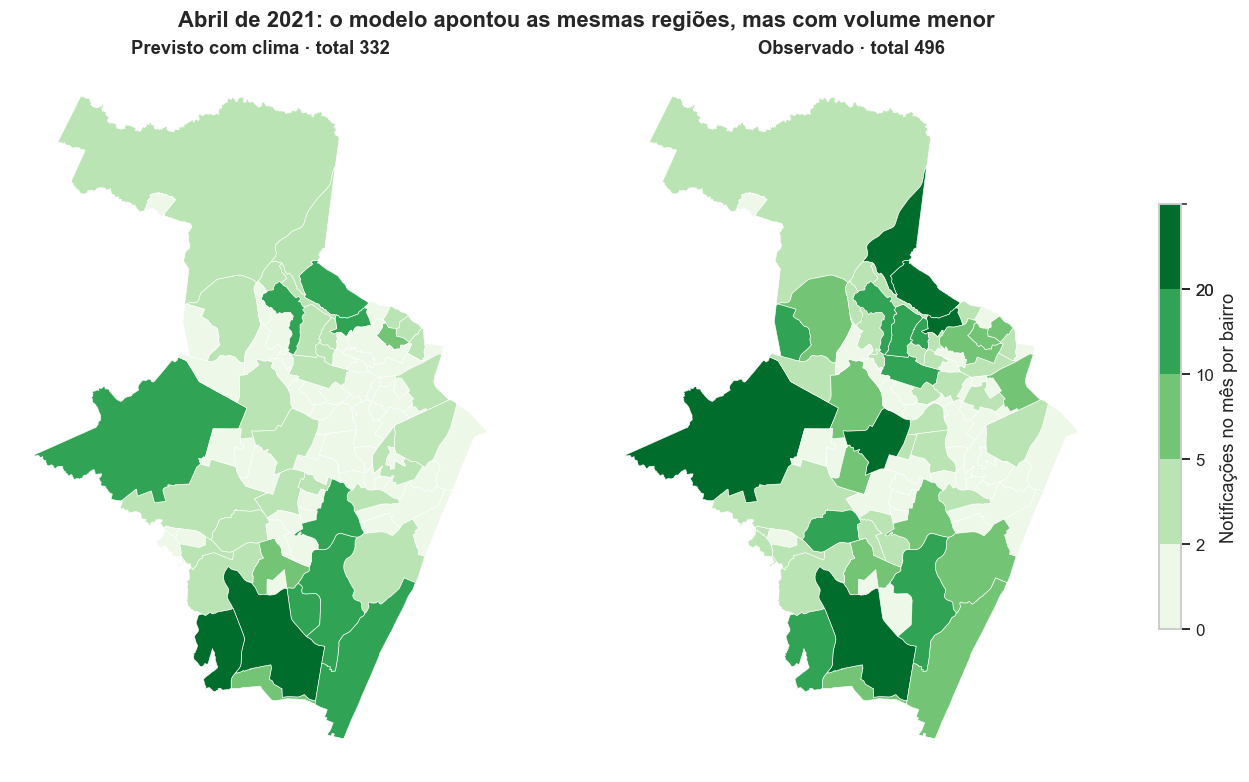 Abril de 2021: o modelo apontou as mesmas regiões, mas com volume menor
Previsto com clima · total 332
Observado · total 496
20
10
5
2
0
Notificações no mês por bairro